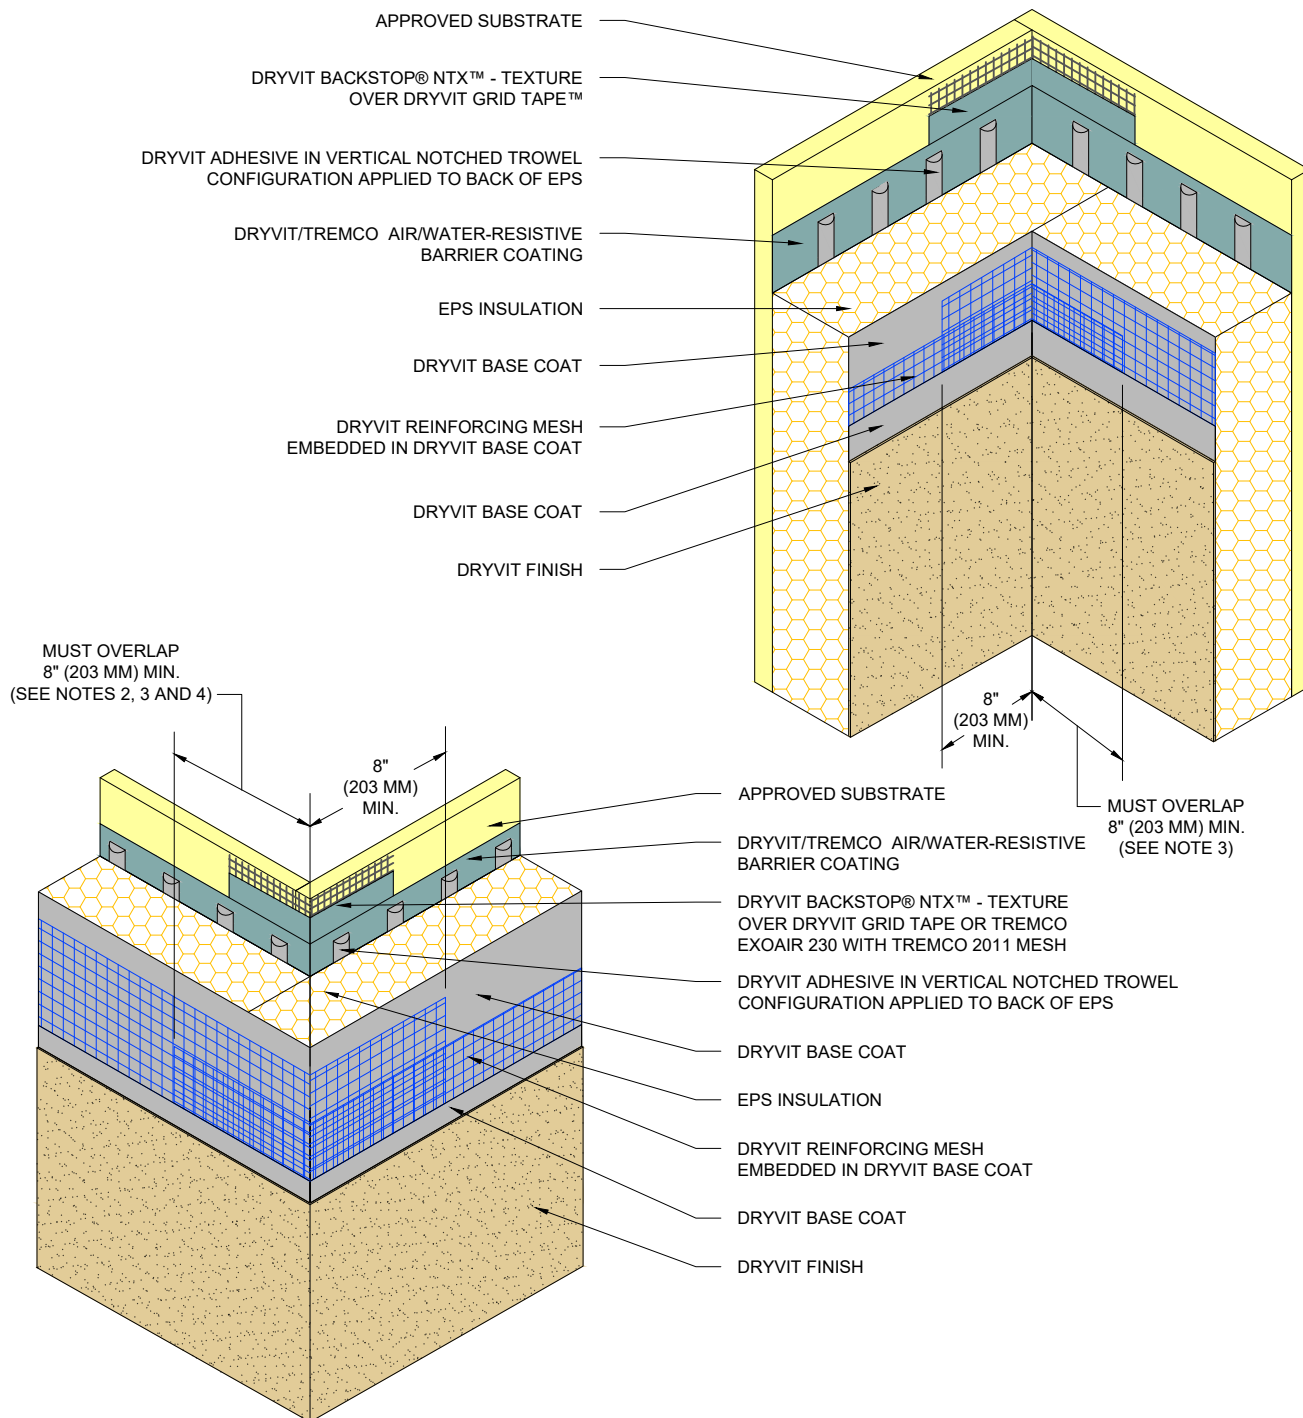 APPROVED SUBSTRATE
DRYVIT BACKSTOP® NTX™ - TEXTURE
OVER DRYVIT GRID TAPE™
DRYVIT ADHESIVE IN VERTICAL NOTCHED TROWEL
CONFIGURATION APPLIED TO BACK OF EPS
DRYVIT/TREMCO AIR/WATER-RESISTIVE
BARRIER COATING
EPS INSULATION
DRYVIT BASE COAT
DRYVIT REINFORCING MESH
EMBEDDED IN DRYVIT BASE COAT
DRYVIT BASE COAT
DRYVIT FINISH
8"
(203 MM)
MIN.
MUST OVERLAP
8" (203 MM) MIN.
(SEE NOTE 3)
MUST OVERLAP
8" (203 MM) MIN.
(SEE NOTES 2, 3 AND 4)
8"
(203 MM)
MIN.
APPROVED SUBSTRATE
DRYVIT/TREMCO AIR/WATER-RESISTIVE
BARRIER COATING
DRYVIT BACKSTOP® NTX™ - TEXTURE
OVER DRYVIT GRID TAPE OR TREMCO
EXOAIR 230 WITH TREMCO 2011 MESH
DRYVIT ADHESIVE IN VERTICAL NOTCHED TROWEL
CONFIGURATION APPLIED TO BACK OF EPS
DRYVIT BASE COAT
EPS INSULATION
DRYVIT REINFORCING MESH
EMBEDDED IN DRYVIT BASE COAT
DRYVIT BASE COAT
DRYVIT FINISH